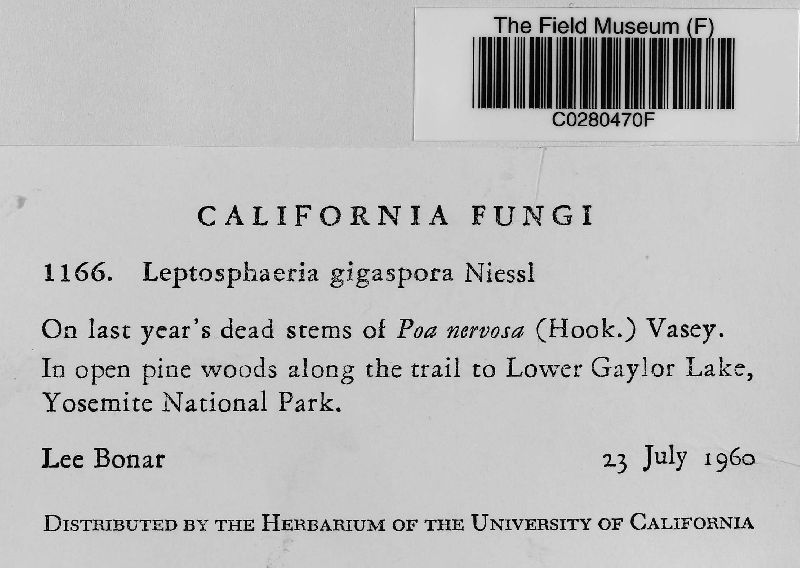 The Field Museum (F)
C0280470F
CALIFORNIA FUNGI
1166. Leptosphaeria gigaspora Niessl
On last year's dead stems of Poa nervosa (Hook.) Vasey.
In open pine woods along the trail to Lower Gaylor Lake,
Yosemite National Park.
Lee Bonar 23 July 1960
DISTRIBUTED BY THE HERBARIUM OF THE UNIVERSITY OF CALIFORNIA